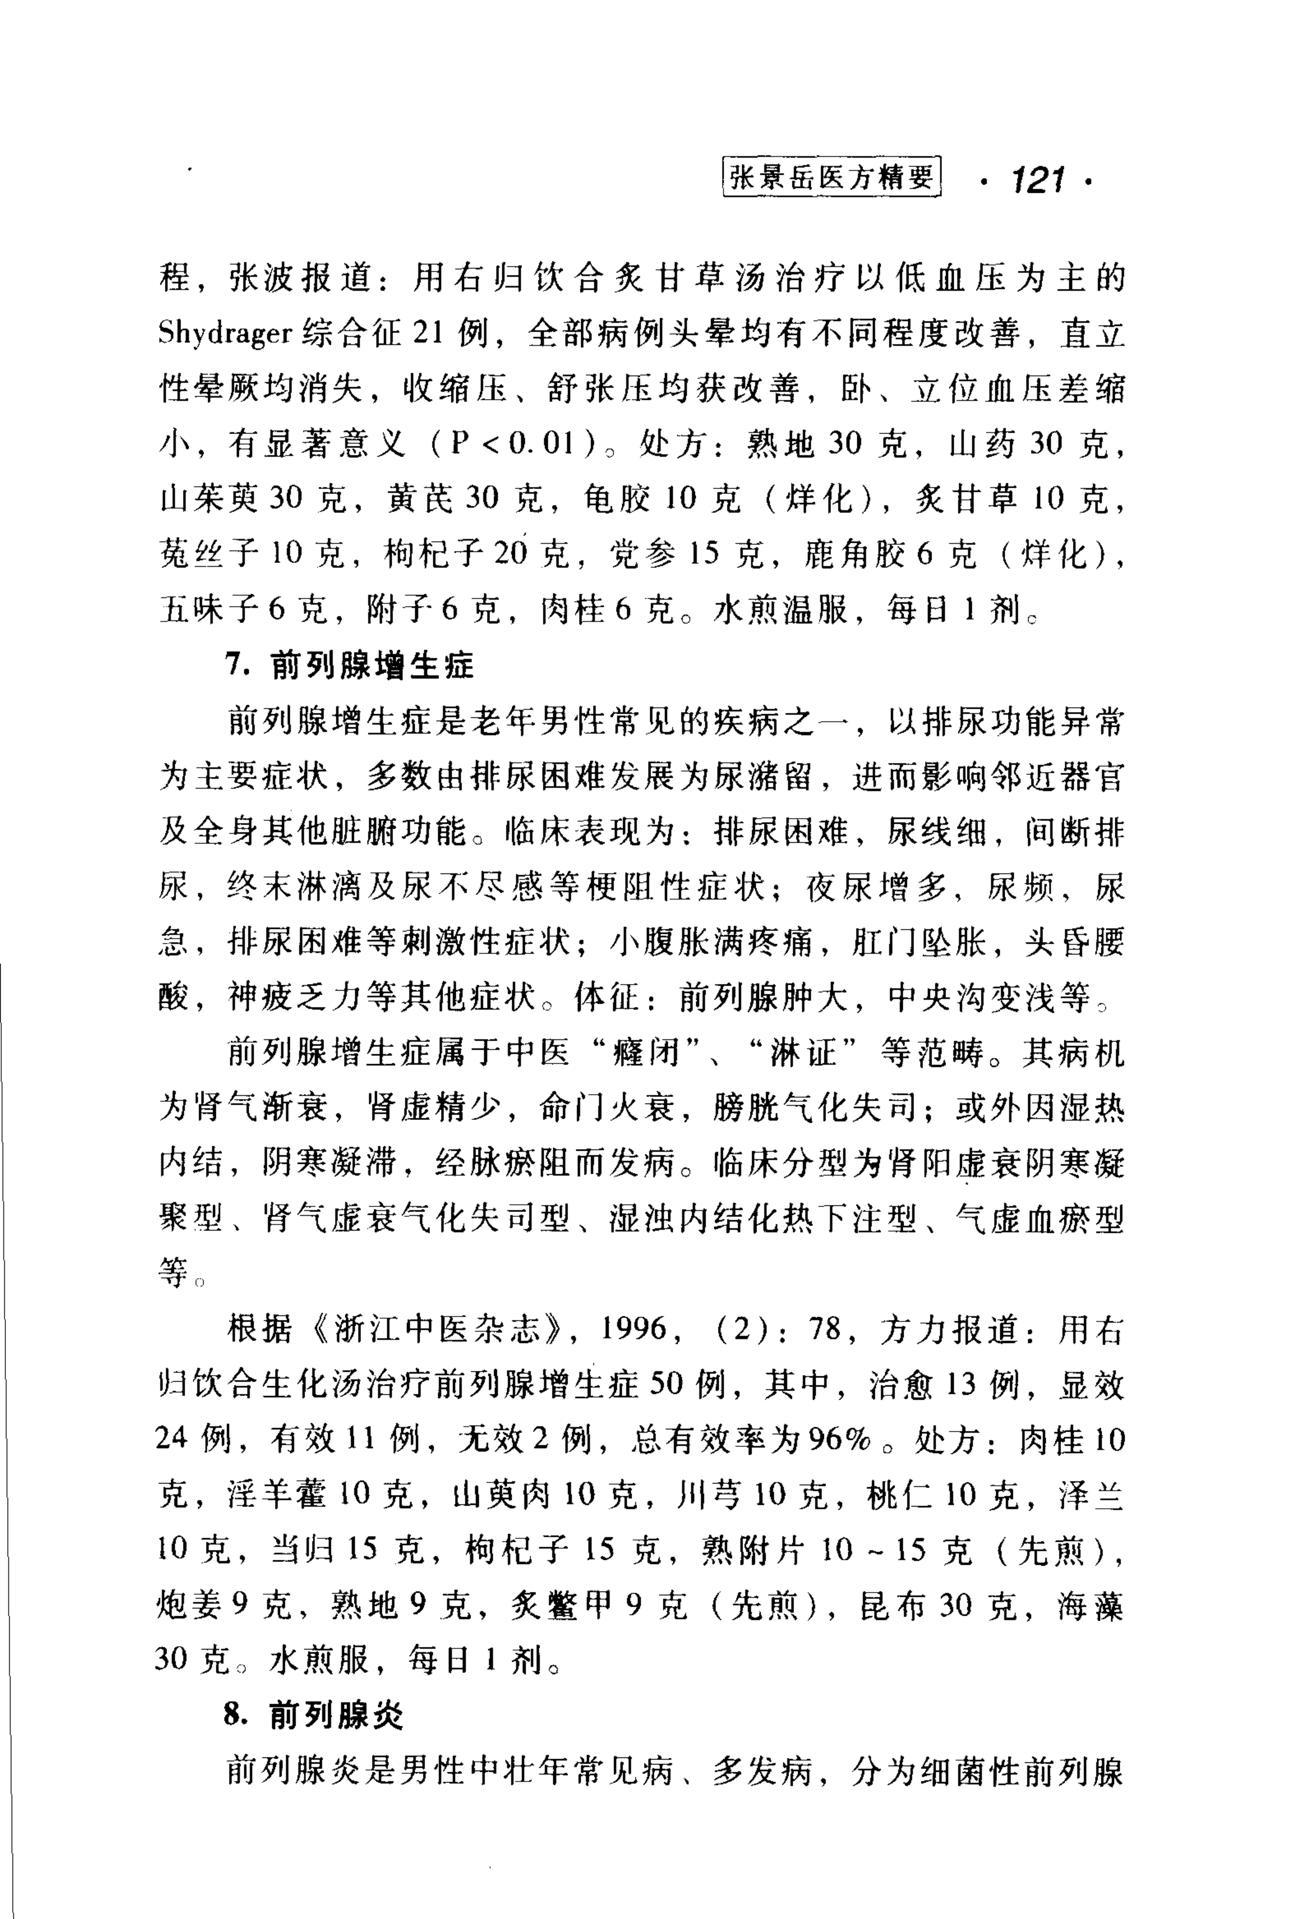 张景岳医方精要 · 121 ·
程，张波报道：用右归饮合炙甘草汤治疗以低血压为主的
Shydrager 综合征 21 例，全部病例头晕均有不同程度改善，直立
性晕厥均消失，收缩压、舒张压均获改善，卧、立位血压差缩
小，有显著意义（P＜0.01）。处方：熟地 30 克，山药 30 克，
山茱萸 30 克，黄芪 30 克，龟胶 10 克（烊化），炙甘草 10 克，
菟丝子 10 克，枸杞子 20 克，党参 15 克，鹿角胶 6 克（烊化），
五味子 6 克，附子 6 克，肉桂 6 克。水煎温服，每日 1 剂。
7. 前列腺增生症
前列腺增生症是老年男性常见的疾病之一，以排尿功能异常
为主要症状，多数由排尿困难发展为尿潴留，进而影响邻近器官
及全身其他脏腑功能。临床表现为：排尿困难，尿线细，间断排
尿，终末淋漓及尿不尽感等梗阻性症状；夜尿增多，尿频，尿
急，排尿困难等刺激性症状；小腹胀满疼痛，肛门坠胀，头昏腰
酸，神疲乏力等其他症状。体征：前列腺肿大，中央沟变浅等。
前列腺增生症属于中医“癃闭”、“淋证”等范畴。其病机
为肾气渐衰，肾虚精少，命门火衰，膀胱气化失司；或外因湿热
内结，阴寒凝滞，经脉瘀阻而发病。临床分型为肾阳虚衰阴寒凝
聚型、肾气虚衰气化失司型、湿浊内结化热下注型、气虚血瘀型
等。
根据《浙江中医杂志》，1996，（2）：78，方力报道：用右
归饮合生化汤治疗前列腺增生症 50 例，其中，治愈 13 例，显效
24 例，有效 11 例，无效 2 例，总有效率为 96%。处方：肉桂 10
克，淫羊藿 10 克，山萸肉 10 克，川芎 10 克，桃仁 10 克，泽兰
10 克，当归 15 克，枸杞子 15 克，熟附片 10～15 克（先煎），
炮姜 9 克，熟地 9 克，炙鳖甲 9 克（先煎），昆布 30 克，海藻
30 克。水煎服，每日 1 剂。
8. 前列腺炎
前列腺炎是男性中壮年常见病、多发病，分为细菌性前列腺